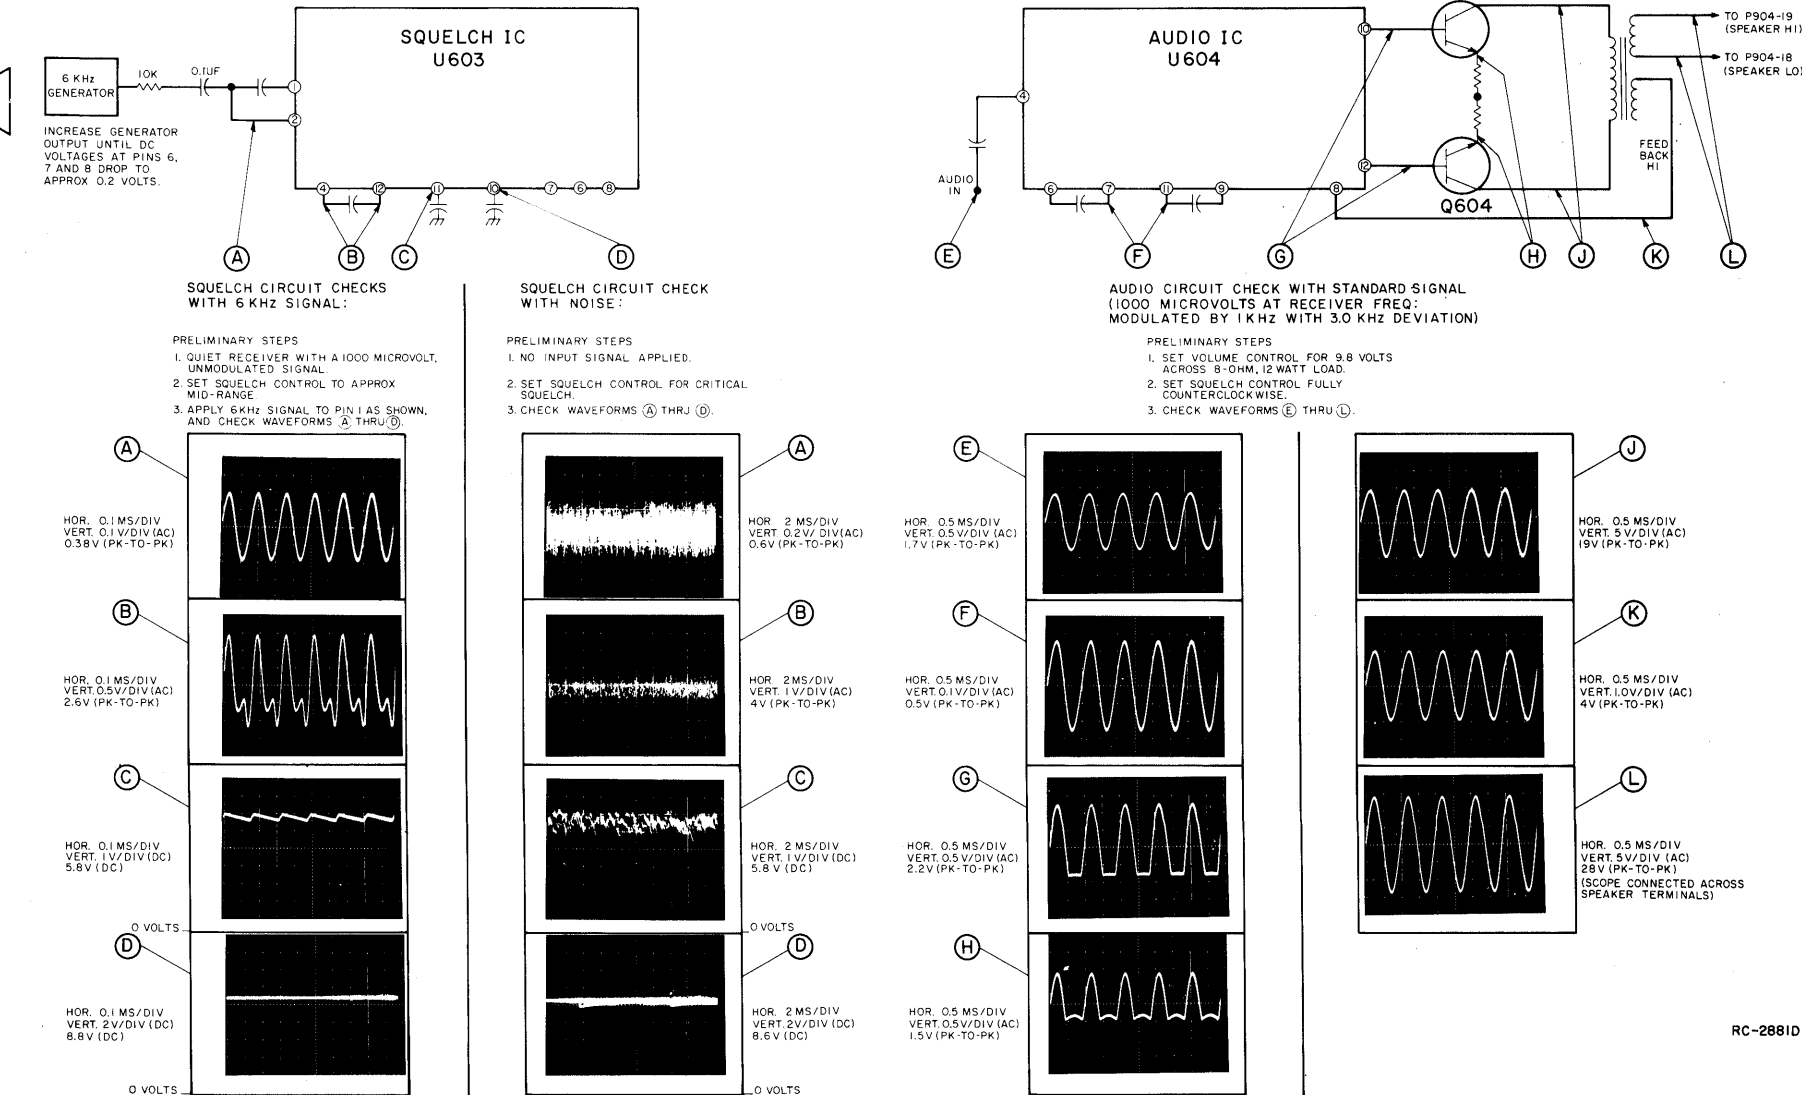 SQUELCH IC
U603
6 KHz
GENERATOR
10K
0.1UF
1
2
INCREASE GENERATOR
OUTPUT UNTIL DC
VOLTAGES AT PINS 6,
7 AND 8 DROP TO
APPROX 0.2 VOLTS.
4
12
11
10
7
6
8
A
B
C
D
AUDIO IC
U604
10
4
12
AUDIO
IN
6
7
11
9
8
Q604
FEED
BACK
HI
TO P904-19
(SPEAKER HI)
TO P904-18
(SPEAKER LO)
E
F
G
H
J
K
L
SQUELCH CIRCUIT CHECKS
WITH 6 KHz SIGNAL:
PRELIMINARY STEPS
1. QUIET RECEIVER WITH A 1000 MICROVOLT,
UNMODULATED SIGNAL.
2. SET SQUELCH CONTROL TO APPROX
MID-RANGE.
3. APPLY 6KHz SIGNAL TO PIN 1 AS SHOWN,
AND CHECK WAVEFORMS A THRU D.
SQUELCH CIRCUIT CHECK
WITH NOISE:
PRELIMINARY STEPS
1. NO INPUT SIGNAL APPLIED.
2. SET SQUELCH CONTROL FOR CRITICAL
SQUELCH.
3. CHECK WAVEFORMS A THRU D.
AUDIO CIRCUIT CHECK WITH STANDARD SIGNAL
(1000 MICROVOLTS AT RECEIVER FREQ:
MODULATED BY 1 KHz WITH 3.0 KHz DEVIATION)
PRELIMINARY STEPS
1. SET VOLUME CONTROL FOR 9.8 VOLTS
ACROSS 8-OHM, 12 WATT LOAD.
2. SET SQUELCH CONTROL FULLY
COUNTERCLOCKWISE.
3. CHECK WAVEFORMS E THRU L.
A
HOR. 0.1 MS/DIV
VERT. 0.1 V/DIV (AC)
0.38V (PK-TO-PK)
B
HOR. 0.1 MS/DIV
VERT. 0.5V/DIV (AC)
2.6V (PK-TO-PK)
C
HOR. 0.1 MS/DIV
VERT. 1V/DIV (DC)
5.8V (DC)
0 VOLTS
D
HOR. 0.1 MS/DIV
VERT. 2V/DIV (DC)
8.8V (DC)
0 VOLTS
A
HOR. 2 MS/DIV
VERT. 0.2V/ DIV (AC)
0.6V (PK-TO-PK)
B
HOR. 2MS/DIV
VERT. 1V/DIV (AC)
4V (PK-TO-PK)
C
HOR. 2 MS/DIV
VERT. 1V/DIV (DC)
5.8V (DC)
0 VOLTS
D
HOR. 2 MS/DIV
VERT. 2V/DIV (DC)
8.6V (DC)
0 VOLTS
E
HOR. 0.5 MS/DIV
VERT. 0.5 V/DIV (AC)
1.7V (PK-TO-PK)
F
HOR. 0.5 MS/DIV
VERT. 0.1V/DIV (AC)
0.5V (PK-TO-PK)
G
HOR. 0.5 MS/DIV
VERT. 0.5 V/DIV (AC)
2.2V (PK-TO-PK)
H
HOR. 0.5 MS/DIV
VERT. 0.5V/DIV (AC)
1.5V (PK-TO-PK)
J
HOR. 0.5 MS/DIV
VERT. 5V/DIV (AC)
19V (PK-TO-PK)
K
HOR. 0.5 MS/DIV
VERT. 1.0V/DIV (AC)
4V (PK-TO-PK)
L
HOR. 0.5 MS/DIV
VERT. 5V/DIV (AC)
28V (PK-TO-PK)
(SCOPE CONNECTED ACROSS
SPEAKER TERMINALS)
RC-2881D